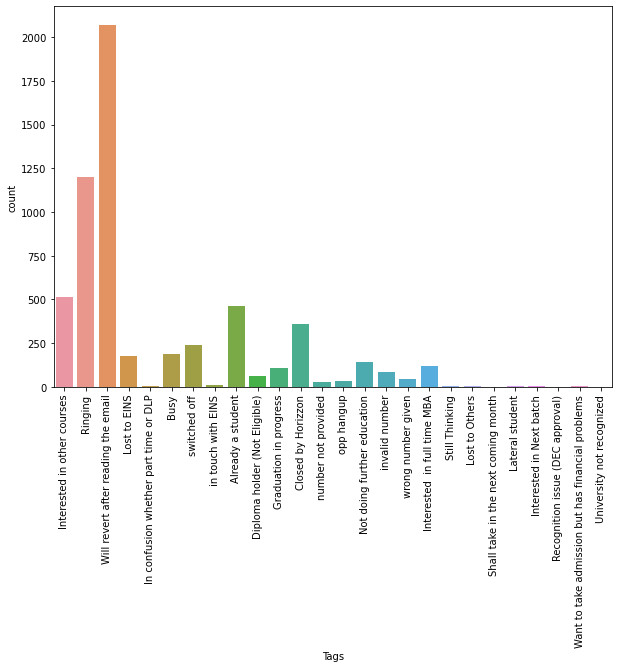 2000
1750
1500
1250
1000
750
500
250
0
count
Interested in other courses
Ringing
Will revert after reading the email
Lost to EINS
In confusion whether part time or DLP
Busy
switched off
in touch with EINS
Already a student
Diploma holder (Not Eligible)
Graduation in progress
Closed by Horizzon
number not provided
opp hangup
Not doing further education
invalid number
wrong number given
Interested  in full time MBA
Still Thinking
Lost to Others
Shall take in the next coming month
Lateral student
Interested in Next batch
Recognition issue (DEC approval)
Want to take admission but has financial problems
University not recognized
Tags